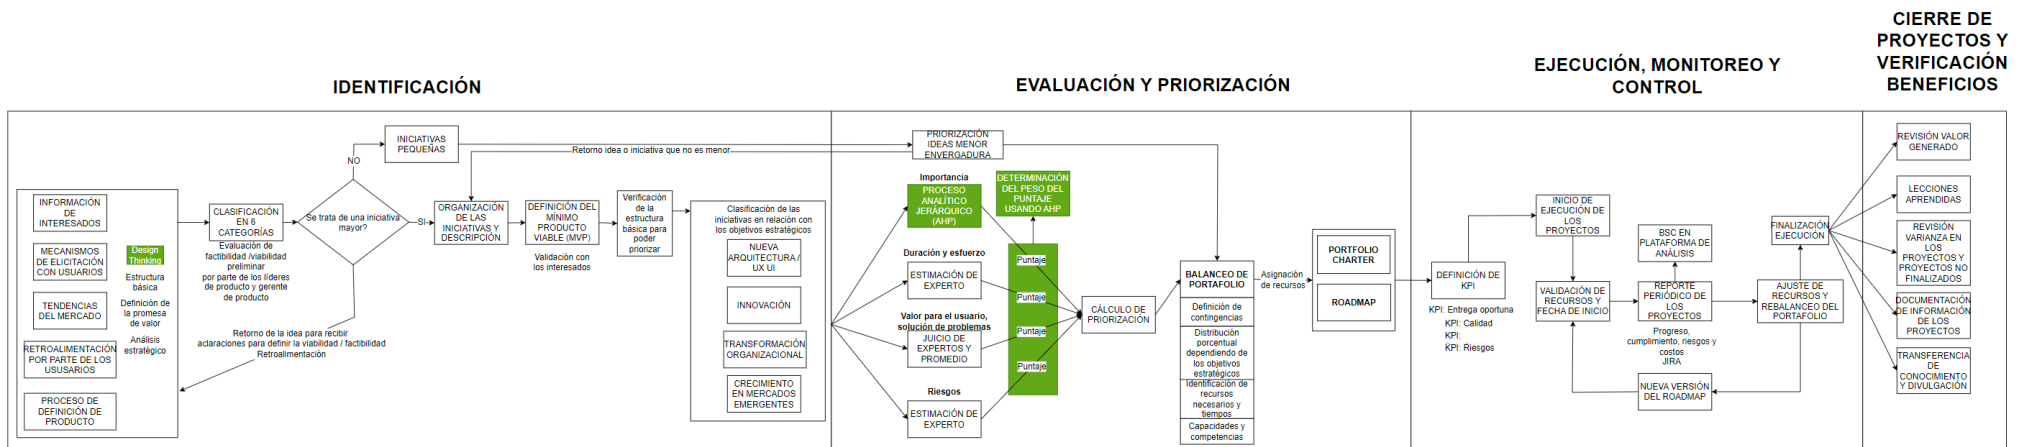 IDENTIFICACIÓN
INFORMACIÓN
DE
INTERESADOS
MECANISMOS
DE ELICITACIÓN
CON USUARIOS
TENDENCIAS
DEL MERCADO
RETROALIMENTACIÓN
POR PARTE DE LOS
USUSARIOS
PROCESO DE
DEFINICIÓN DE
PRODUCTO
Design
Thinking
Estructura
básica
Definición de
la promesa
de valor
Análisis
estratégico
CLASIFICACIÓN
EN 6
CATEGORÍAS
Evaluación de
factibilidad /viabilidad
preliminar
por parte de los líderes
de producto y gerente
de producto
Se trata de una iniciativa
mayor?
NO
SI
Retorno de la idea para recibir
aclaraciones para definir la viabilidad / factibilidad
Retroalimentación
INICIATIVAS
PEQUEÑAS
Retorno idea o iniciativa que no es menor
ORGANIZACIÓN
DE LAS
INICIATIVAS Y
DESCRIPCIÓN
DEFINICIÓN DEL
MÍNIMO
PRODUCTO
VIABLE (MVP)
Validación con
los interesados
Verificación
de la
estructura
básica para
poder
priorizar
Clasificación de las
iniciativas en relación con
los objetivos estratégicos
NUEVA
ARQUITECTURA /
UX UI
INNOVACIÓN
TRANSFORMACIÓN
ORGANIZACIONAL
CRECIMIENTO
EN MERCADOS
EMERGENTES
EVALUACIÓN Y PRIORIZACIÓN
PRIORIZACIÓN
IDEAS MENOR
ENVERGADURA
Importancia
PROCESO
ANALÍTICO
JERÁRQUICO
(AHP)
DETERMINACIÓN
DEL PESO DEL
PUNTAJE
USANDO AHP
Duración y esfuerzo
ESTIMACIÓN DE
EXPERTO
Valor para el usuario,
solución de problemas
JUICIO DE
EXPERTOS Y
PROMEDIO
Riesgos
ESTIMACIÓN DE
EXPERTO
Puntaje
Puntaje
Puntaje
Puntaje
CÁLCULO DE
PRIORIZACIÓN
BALANCEO DE
PORTAFOLIO
Definición de
contingencias
Distribución
porcentual
dependiendo de
los objetivos
estratégicos
Identificación de
recursos
necesarios y
tiempos
Capacidades y
competencias
Asignación
de recursos
PORTFOLIO
CHARTER
ROADMAP
EJECUCIÓN, MONITOREO Y
CONTROL
DEFINICIÓN DE
KPI
KPI: Entrega oportuna
KPI: Calidad
KPI:
KPI: Riesgos
INICIO DE
EJECUCIÓN DE
LOS
PROYECTOS
VALIDACIÓN DE
RECURSOS Y
FECHA DE INICIO
BSC EN
PLATAFORMA DE
ANÁLISIS
REPORTE
PERIÓDICO DE
LOS
PROYECTOS
Progreso,
cumplimiento, riesgos y
costos
JIRA
NUEVA VERSIÓN
DEL ROADMAP
FINALIZACIÓN
EJECUCIÓN
AJUSTE DE
RECURSOS Y
REBALANCEO DEL
PORTAFOLIO
CIERRE DE
PROYECTOS Y
VERIFICACIÓN
BENEFICIOS
REVISIÓN VALOR
GENERADO
LECCIONES
APRENDIDAS
REVISIÓN
VARIANZA EN
LOS
PROYECTOS Y
PROYECTOS NO
FINALIZADOS
DOCUMENTACIÓN
DE INFORMACIÓN
DE LOS
PROYECTOS
TRANSFERENCIA
DE
CONOCIMIENTO
Y DIVULGACIÓN